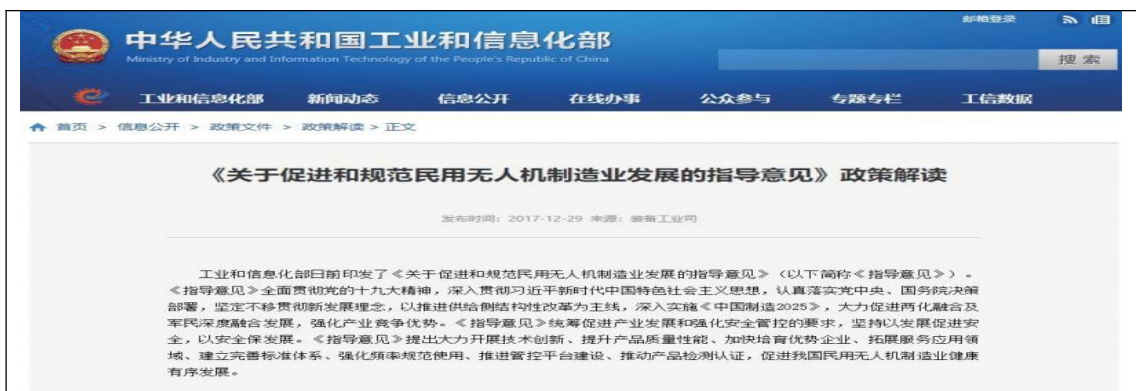 邮箱登录
中华人民共和国工业和信息化部
Ministry of Industry and Information Technology of the People's Republic of China
搜 索
工业和信息化部 新闻动态 信息公开 在线办事 公众参与 专题专栏 工信数据
首页 > 信息公开 > 政策文件 > 政策解读 > 正文
《关于促进和规范民用无人机制造业发展的指导意见》政策解读
发布时间：2017-12-29 来源：装备工业司
工业和信息化部日前印发了《关于促进和规范民用无人机制造业发展的指导意见》（以下简称《指导意见》）。
《指导意见》全面贯彻党的十九大精神，深入贯彻习近平新时代中国特色社会主义思想，认真落实党中央、国务院决策
部署，坚定不移贯彻新发展理念，以推进供给侧结构性改革为主线，深入实施《中国制造2025》，大力促进两化融合及
军民深度融合发展，强化产业竞争优势。《指导意见》统筹促进产业发展和强化安全管控的要求，坚持以发展促进安
全，以安全保发展。《指导意见》提出大力开展技术创新、提升产品质量性能、加快培育优势企业、拓展服务应用领
域、建立完善标准体系、强化频率规范使用、推进管控平台建设、推动产品检测认证，促进我国民用无人机制造业健康
有序发展。